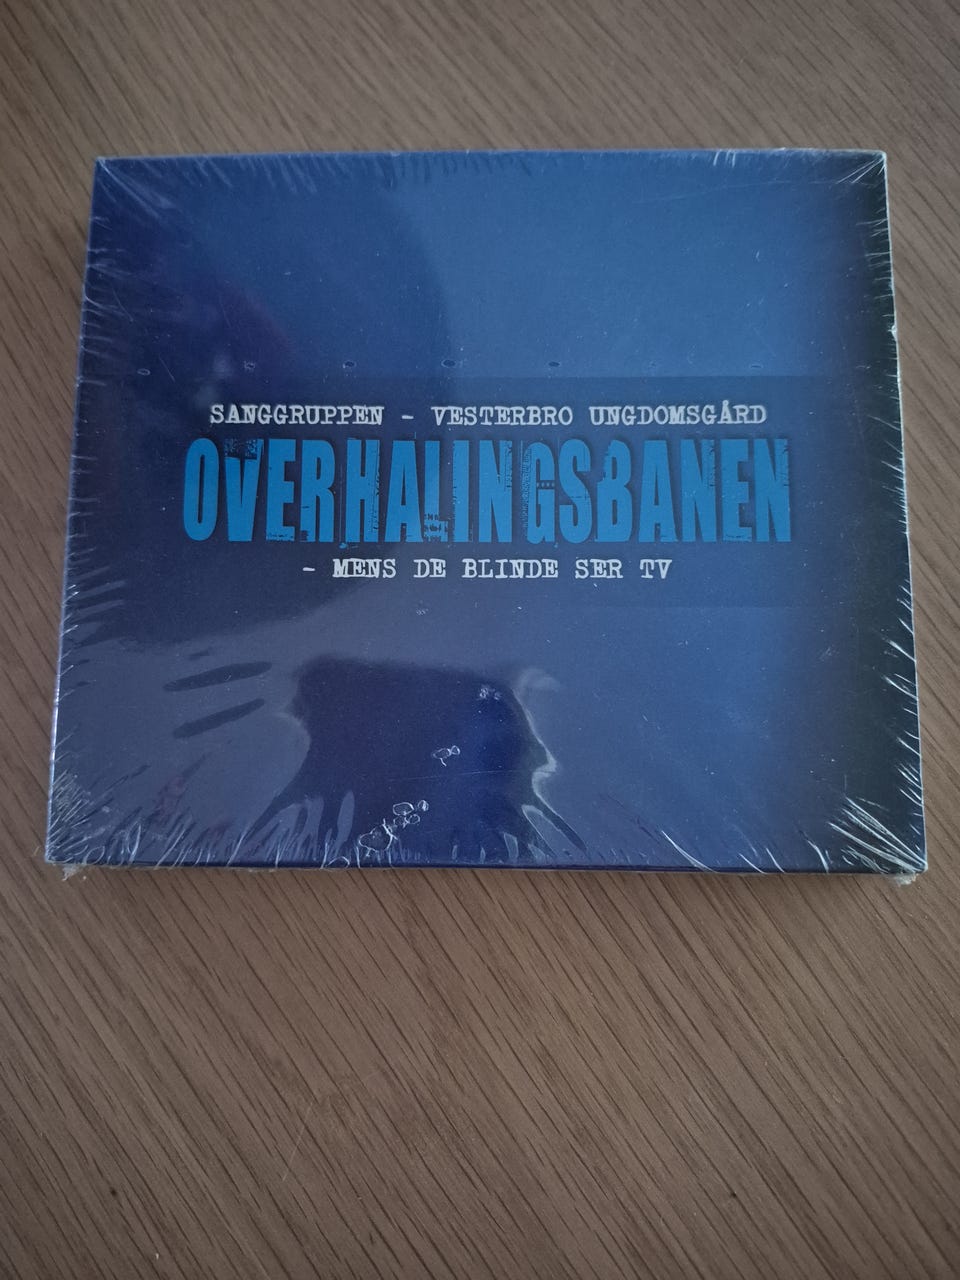 SANGGRUPPEN - VESTERBRO UNGDOMSGÅRD
OVERHALINGSBANEN
- MENS DE BLINDE SER TV